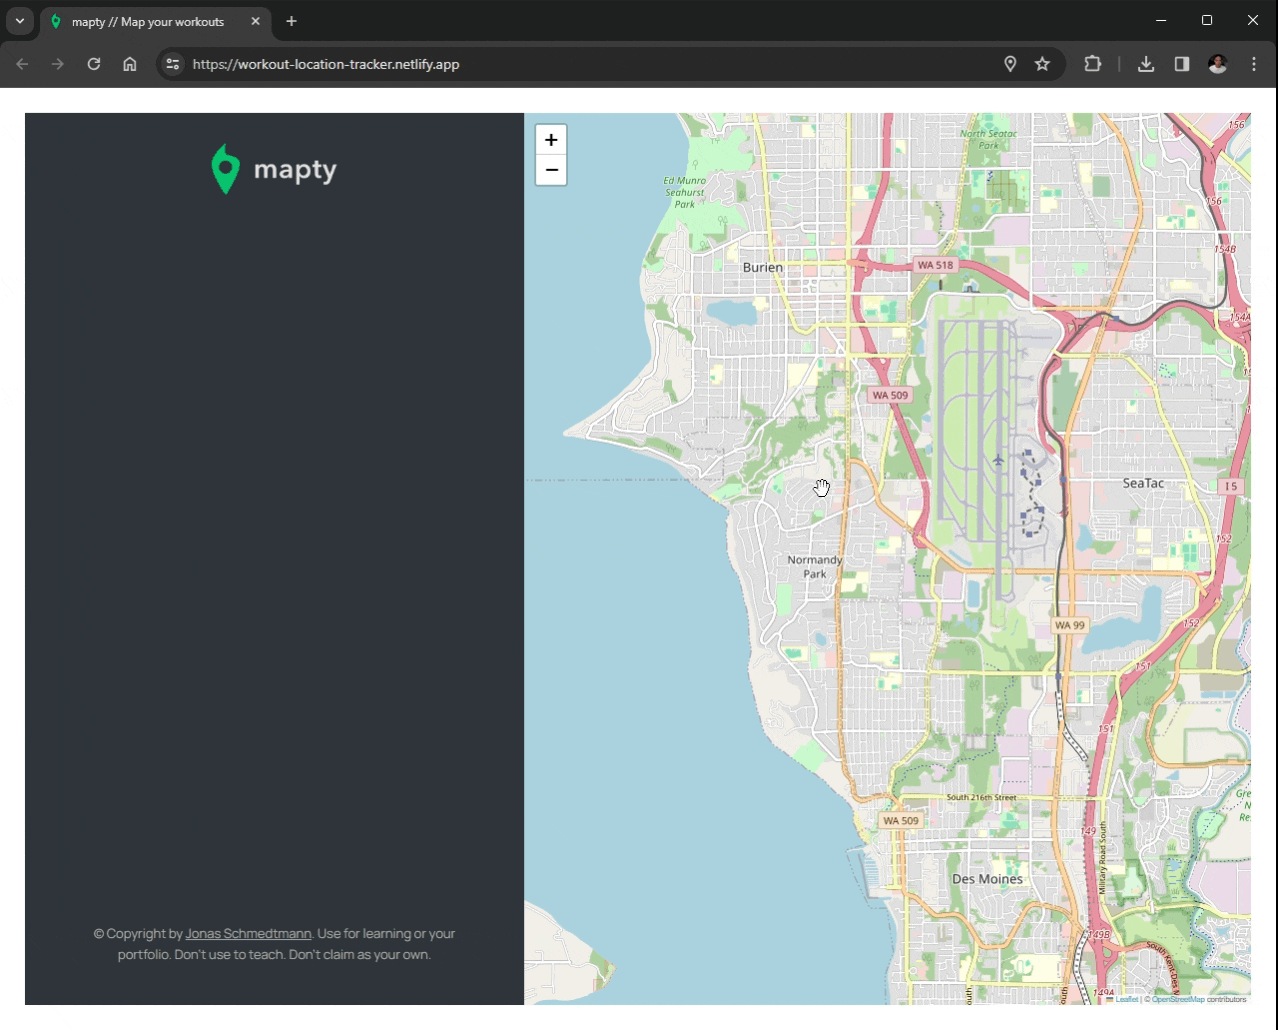 mapty // Map your workouts
https://workout-location-tracker.netlify.app
mapty
© Copyright by Jonas Schmedtmann. Use for learning or your
portfolio. Don't use to teach. Don't claim as your own.
+
−
North Seatac
Park
156
Ed Munro
Seahurst
Park
156
154B
Burien
WA 518
154A
WA 509
SeaTac
I 5
152
Normandy
Park
WA 99
152
151
151
South 216th Street
WA 509
149
Military Road South
Des Moines
149B
149A
Leaflet | © OpenStreetMap contributors